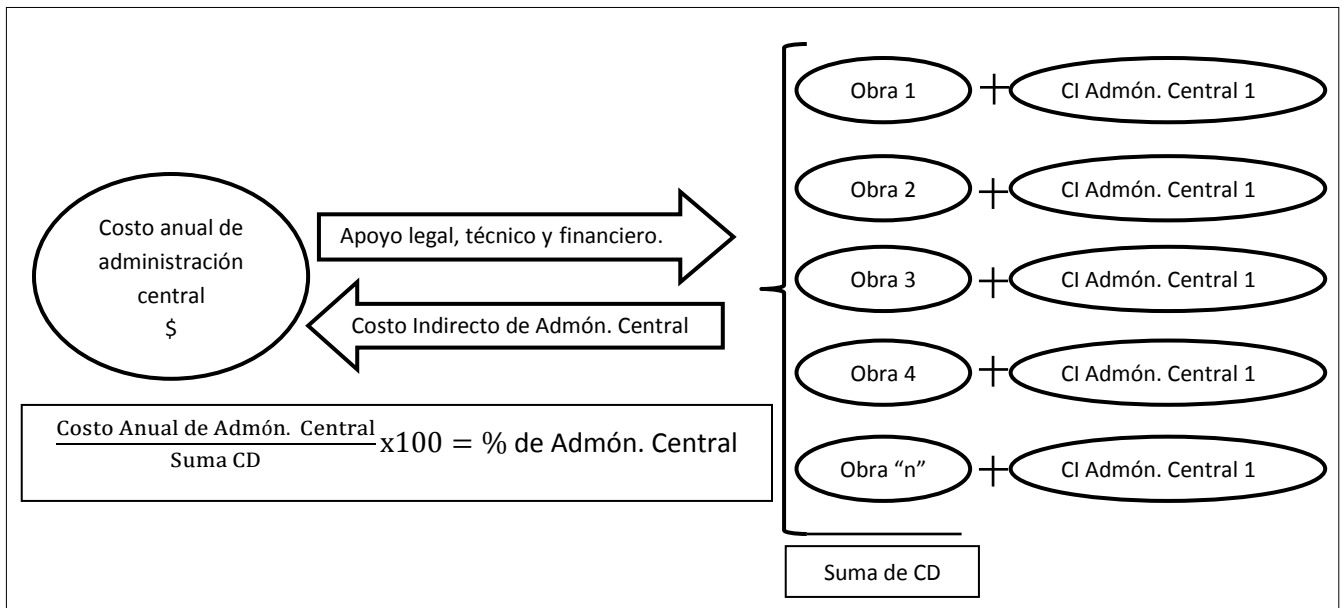 Costo anual de
administración
central
$
Apoyo legal, técnico y financiero.
Costo Indirecto de Admón. Central
Costo Anual de Admón. Central
Suma CD
x100 = % de Admón. Central
Obra 1 + CI Admón. Central 1
Obra 2 + CI Admón. Central 1
Obra 3 + CI Admón. Central 1
Obra 4 + CI Admón. Central 1
Obra “n” + CI Admón. Central 1
Suma de CD